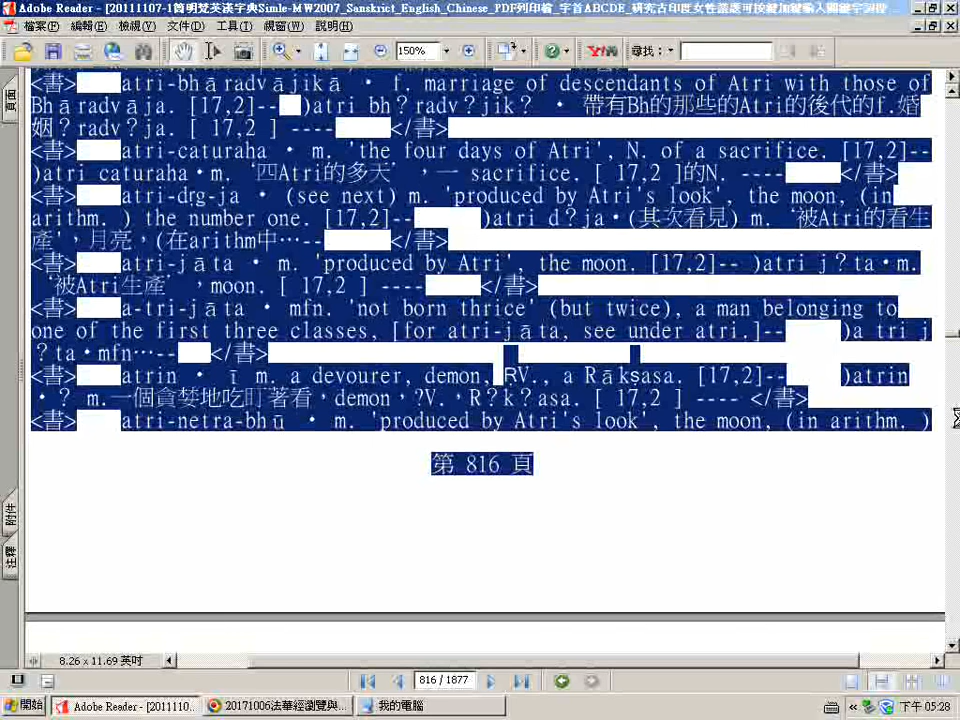 Adobe Reader - [20111107-1簡明梵英漢字典Simle-MW2007_Sanskrict_English_Chinese_PDF列印檔_字首ABCDE_研究古印度女性議題可按
檔案(F) 編輯(E) 檢視(V) 文件(D) 工具(T) 視窗(W) 說明(H)
150% 尋找:
頁面
<書> atri-bhāradvājikā • f. marriage of descendants of Atri with those of
Bhāradvāja. [17,2]-- )atri bh?radv?jik? • 帶有Bh的那些的Atri的後代的f.婚
姻?radv?ja. [ 17,2 ] ---- </書>
<書> atri-caturaha • m. 'the four days of Atri', N. of a sacrifice. [17,2]--
)atri caturaha•m. ‘四Atri的多天’,一 sacrifice. [ 17,2 ]的N. ---- </書>
<書> atri-dṛg-ja • (see next) m. 'produced by Atri's look', the moon, (in
arithm. ) the number one. [17,2]-- )atri d?ja•(其次看見) m. ‘被Atri的看生
產’,月亮,(在arithm中…-- </書>
<書> atri-jāta • m. 'produced by Atri', the moon. [17,2]-- )atri j?ta•m.
‘被Atri生產’,moon. [ 17,2 ] ---- </書>
<書> a-tri-jāta • mfn. 'not born thrice' (but twice), a man belonging to
one of the first three classes, [for atri-jāta, see under atri.]-- )a tri j
?ta•mfn…-- </書>
<書> atrin • ī m. a devourer, demon, RV., a Rākṣasa. [17,2]-- )atrin
•? m.一個貪婪地吃盯著看,demon,?V.,R?k?asa. [ 17,2 ] ---- </書>
<書> atri-netra-bhū • m. 'produced by Atri's look', the moon, (in arithm. )
第 816 頁
附件
注釋
8.26 x 11.69 英吋
816 / 1877
開始 Adobe Reader - [2011110... 20171006法華經瀏覽與... 我的電腦 下午 05:28